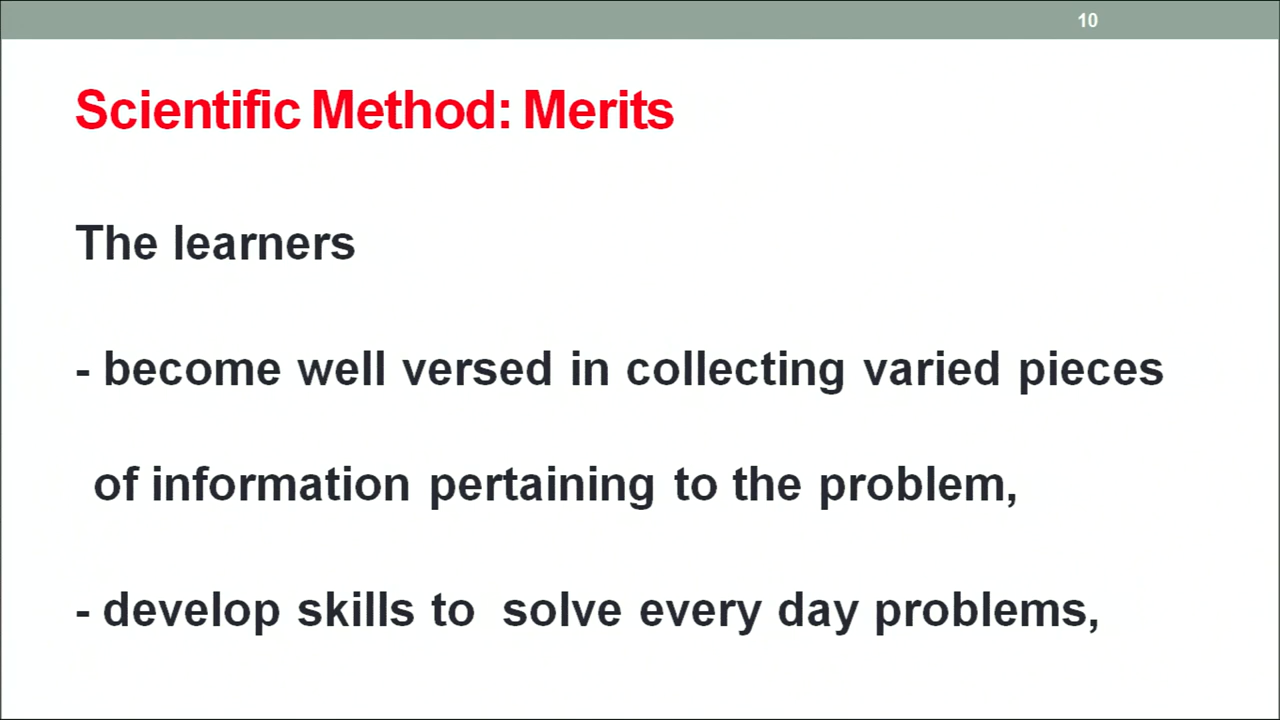 10
Scientific Method: Merits
The learners
- become well versed in collecting varied pieces
of information pertaining to the problem,
- develop skills to solve every day problems,